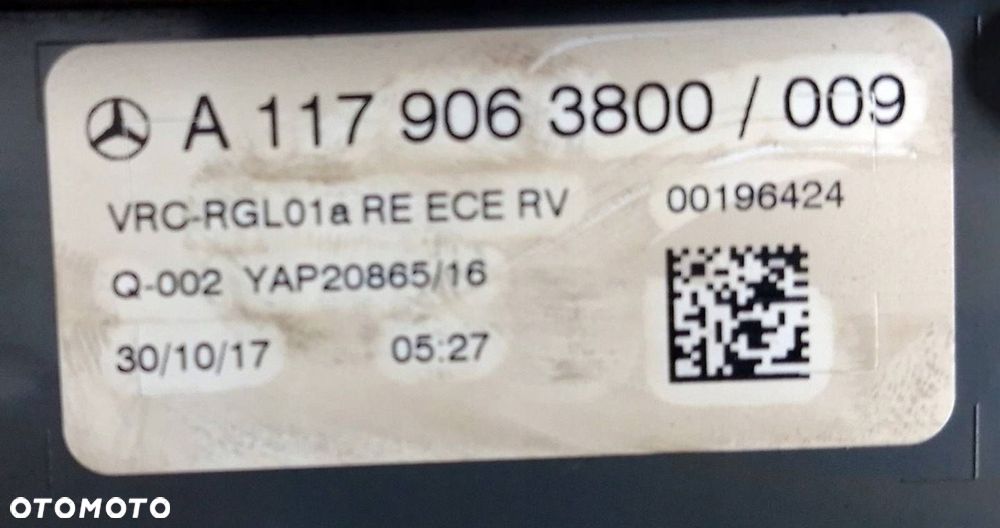 A 117 906 3800 / 009
VRC-RGL01a RE ECE RV 00196424
Q-002 YAP20865/16
30/10/17 05:27
OTOMOTO